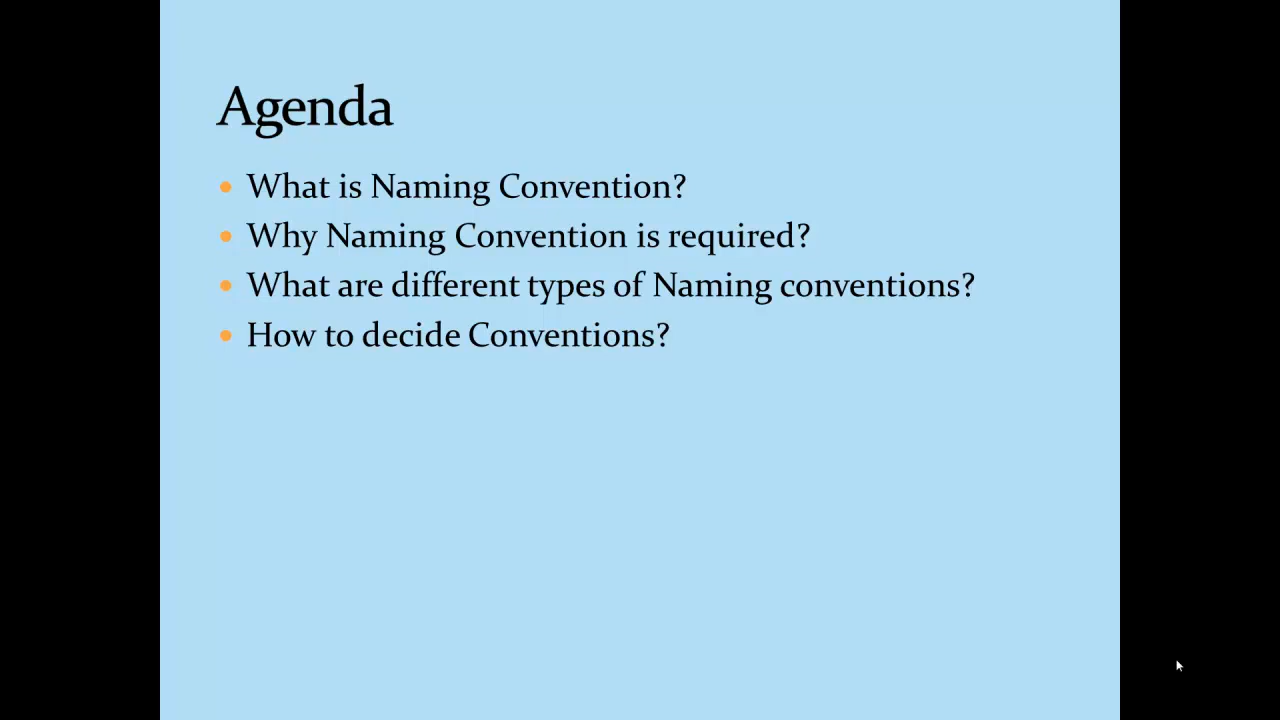 Agenda
• What is Naming Convention?
• Why Naming Convention is required?
• What are different types of Naming conventions?
• How to decide Conventions?